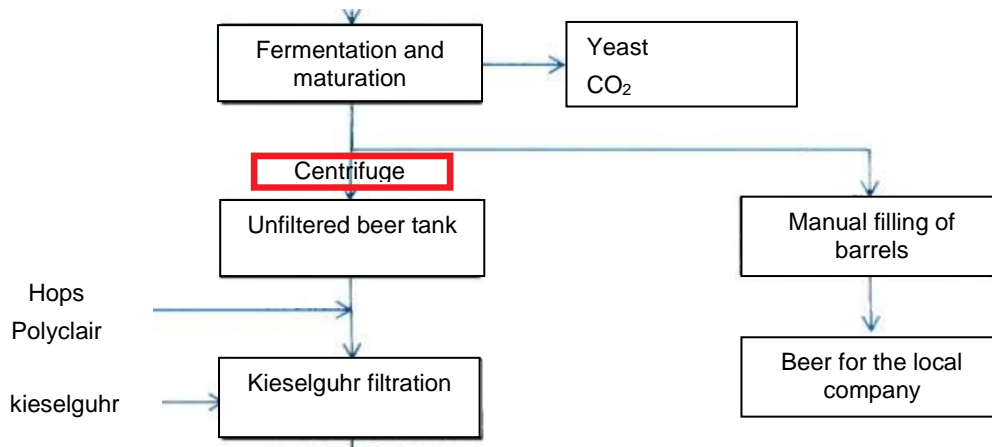 Fermentation and
maturation
Yeast
CO₂
Centrifuge
Unfiltered beer tank
Manual filling of
barrels
Hops
Polyclair
Kieselguhr filtration
kieselguhr
Beer for the local
company